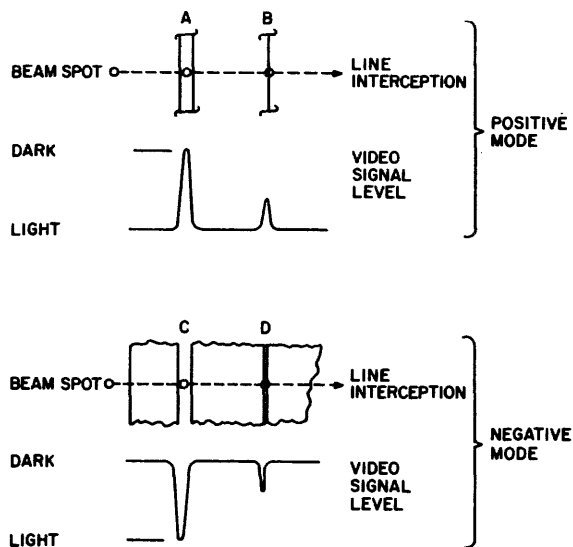 A B
BEAM SPOT
LINE
INTERCEPTION
POSITIVE
MODE
DARK
VIDEO
SIGNAL
LEVEL
LIGHT
C D
BEAM SPOT
LINE
INTERCEPTION
NEGATIVE
MODE
DARK
VIDEO
SIGNAL
LEVEL
LIGHT